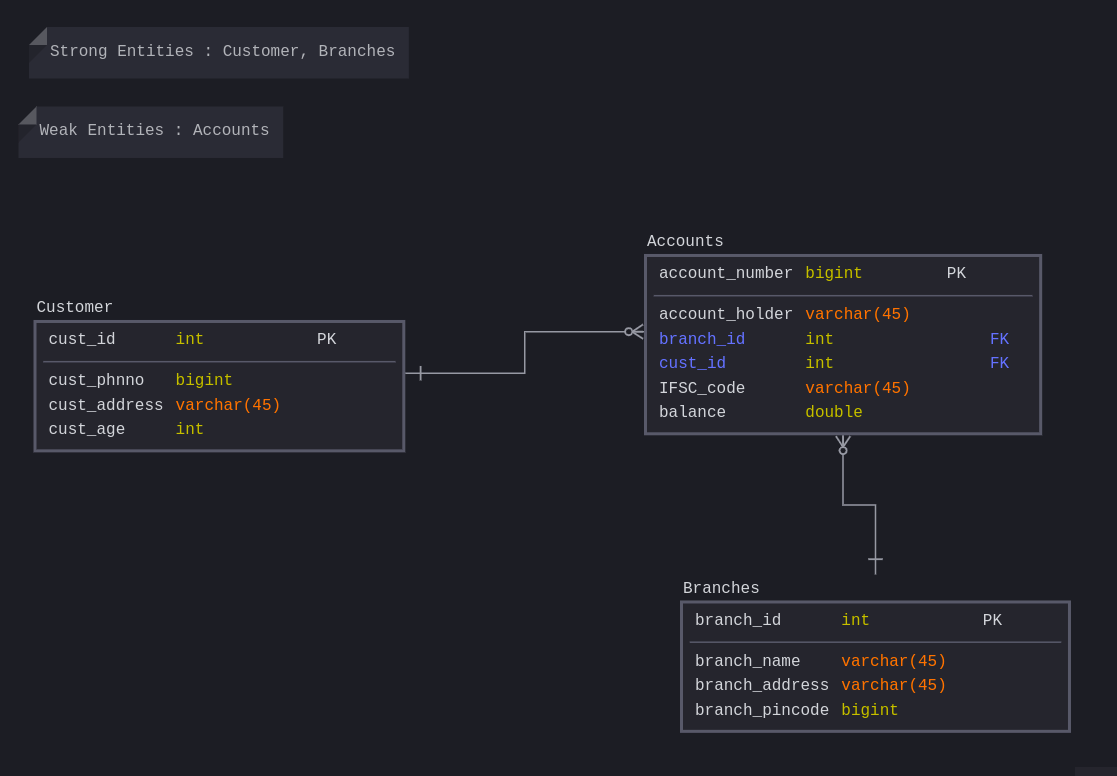 Strong Entities : Customer, Branches
Weak Entities : Accounts
Accounts
account_number bigint PK
account_holder varchar(45)
branch_id int FK
cust_id int FK
IFSC_code varchar(45)
balance double
Customer
cust_id int PK
cust_phnno bigint
cust_address varchar(45)
cust_age int
Branches
branch_id int PK
branch_name varchar(45)
branch_address varchar(45)
branch_pincode bigint